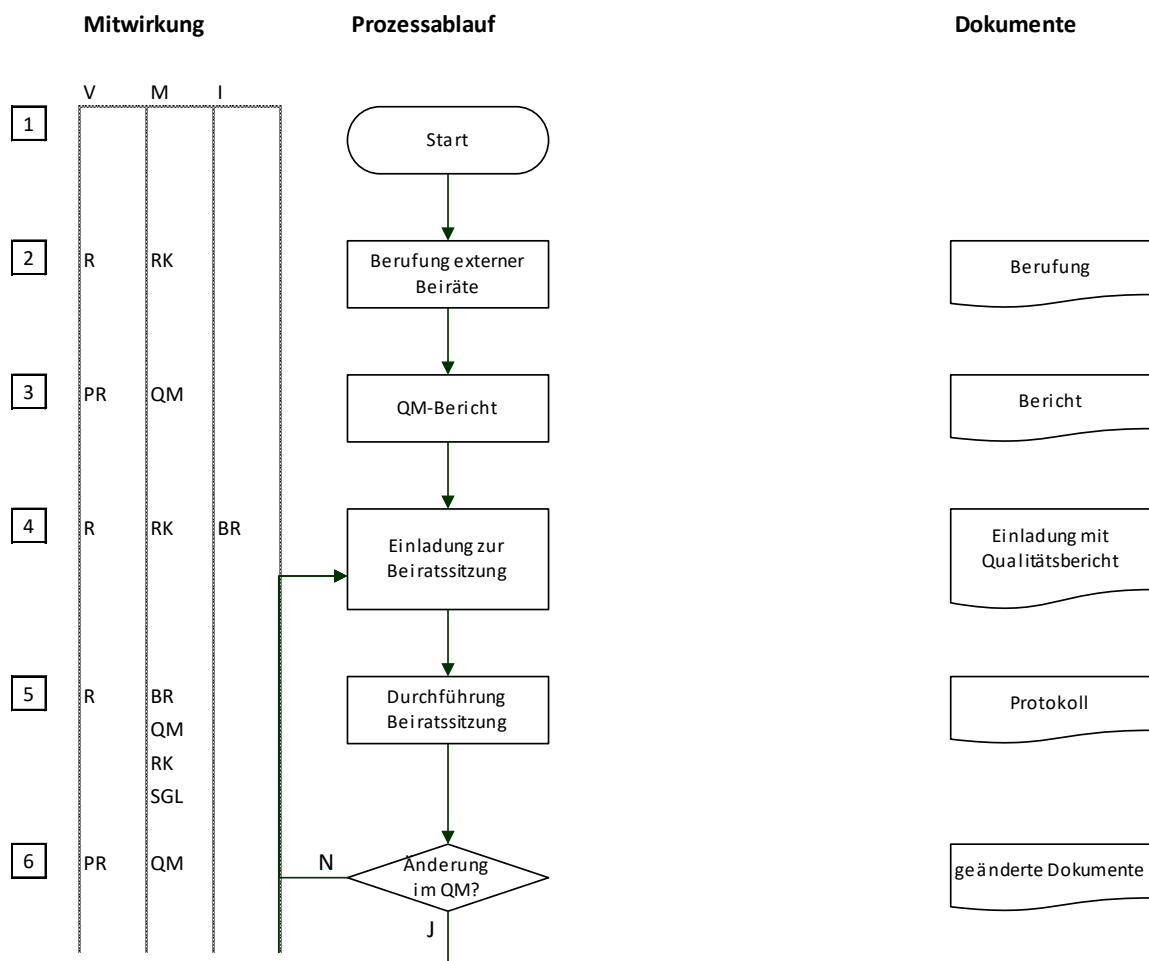 Mitwirkung Prozessablauf Dokumente
V M I
1 Start
2 R RK Berufung externer
Beiräte
Berufung
3 PR QM QM-Bericht Bericht
4 R RK BR Einladung zur
Beiratssitzung
Einladung mit
Qualitätsbericht
5 R BR Durchführung
Beiratssitzung
Protokoll
QM
RK
SGL
6 PR QM N Änderung
im QM?
geänderte Dokumente
J